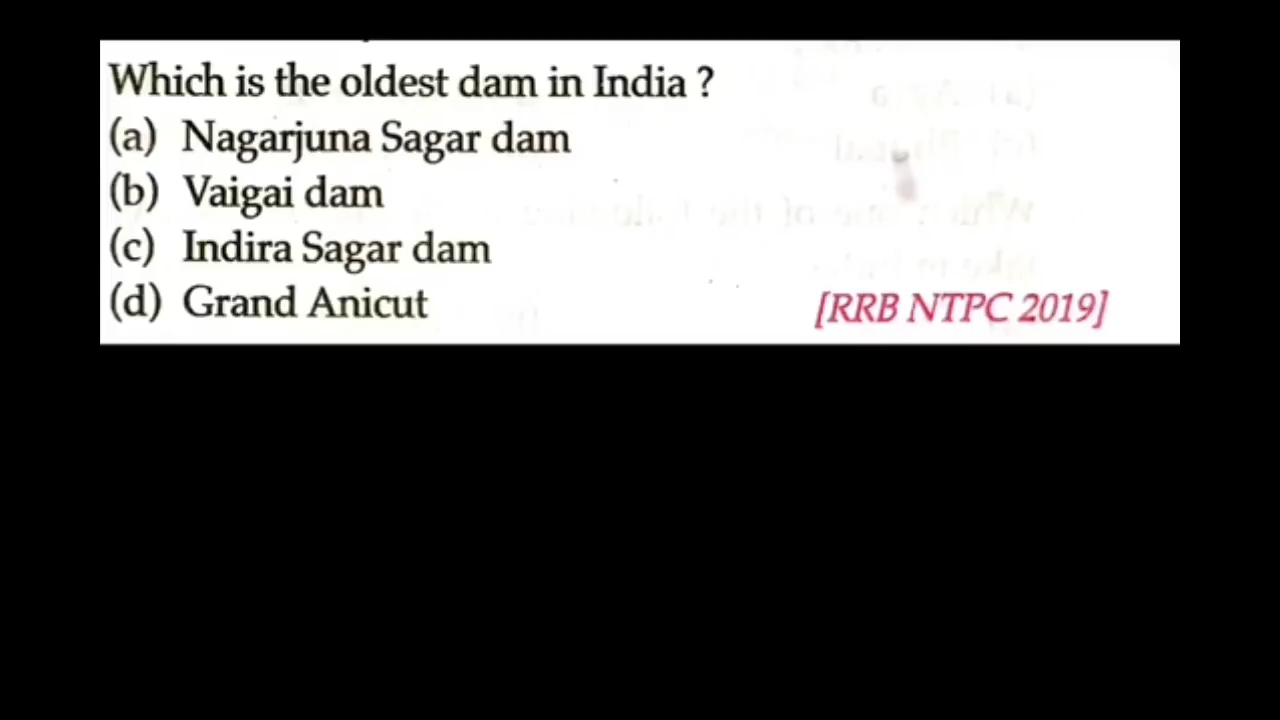 Which is the oldest dam in India ?
(a) Nagarjuna Sagar dam
(b) Vaigai dam
(c) Indira Sagar dam
(d) Grand Anicut [RRB NTPC 2019]